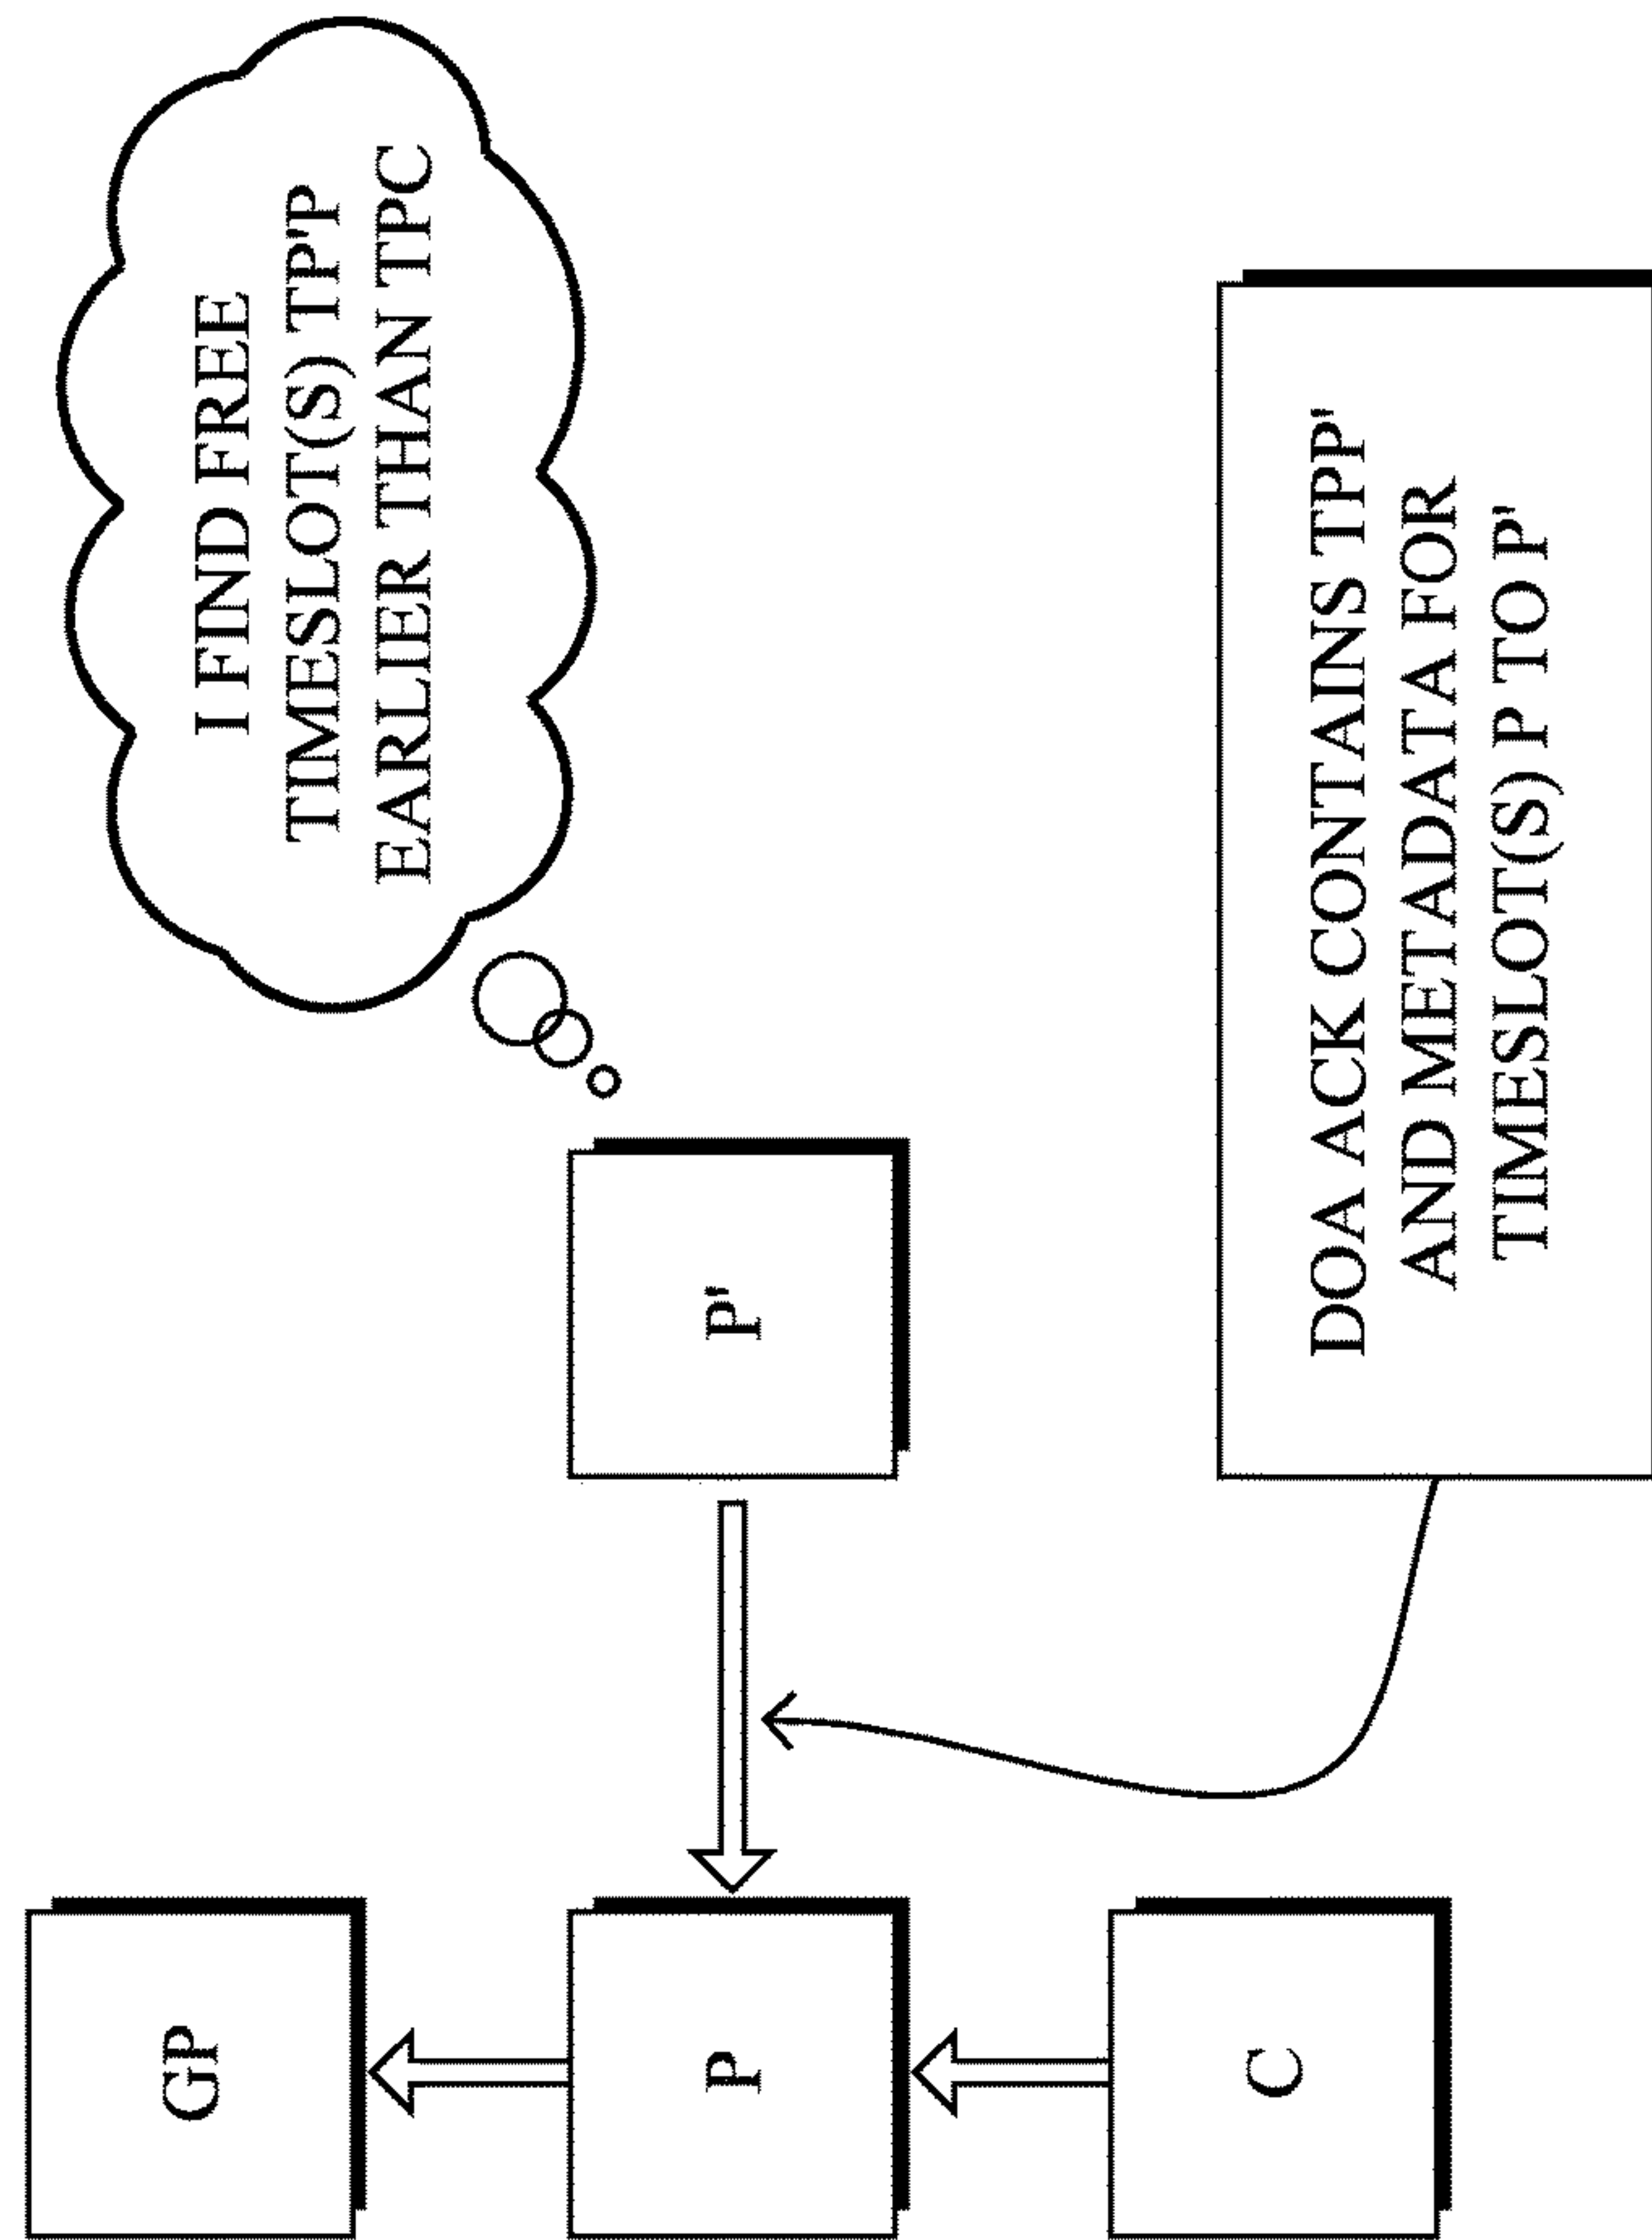 I FIND FREE
TIMESLOT(S) TP'P
EARLIER THAN TPC
GP
P
P'
C
DOA ACK CONTAINS TPP'
AND METADATA FOR
TIMESLOT(S) P TO P'